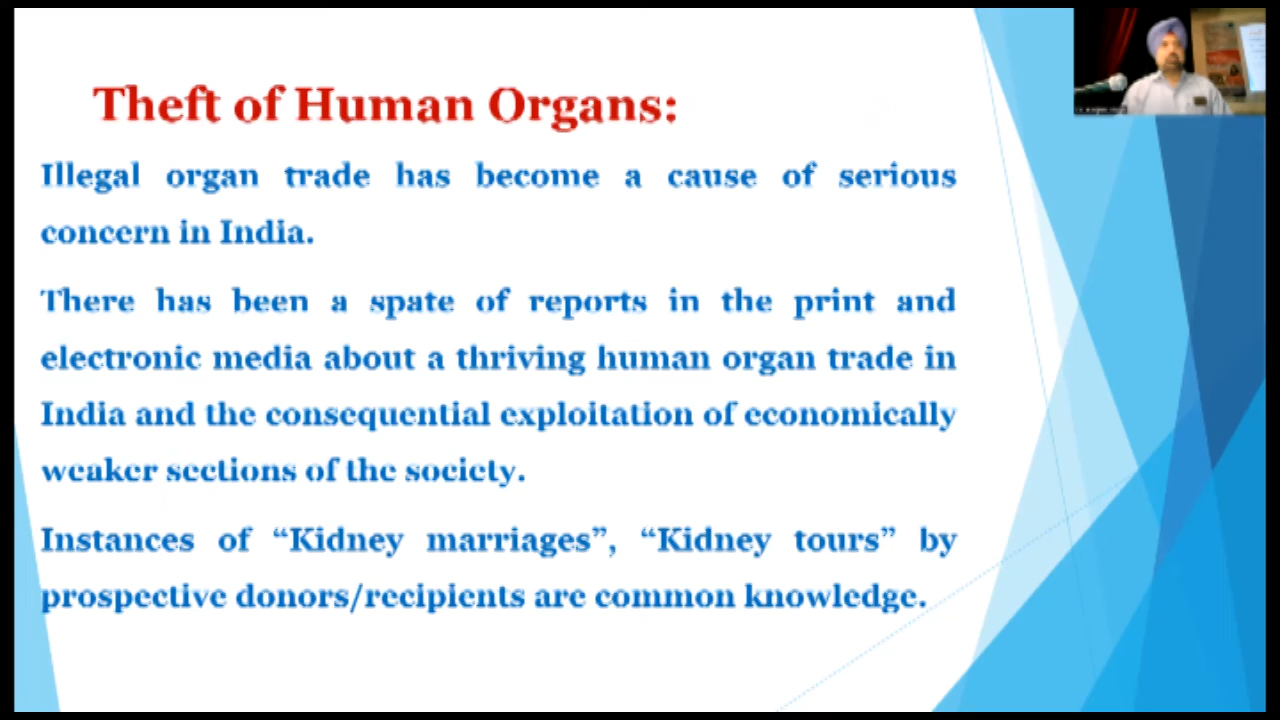 Theft of Human Organs:
Illegal organ trade has become a cause of serious
concern in India.
There has been a spate of reports in the print and
electronic media about a thriving human organ trade in
India and the consequential exploitation of economically
weaker sections of the society.
Instances of “Kidney marriages”, “Kidney tours” by
prospective donors/recipients are common knowledge.